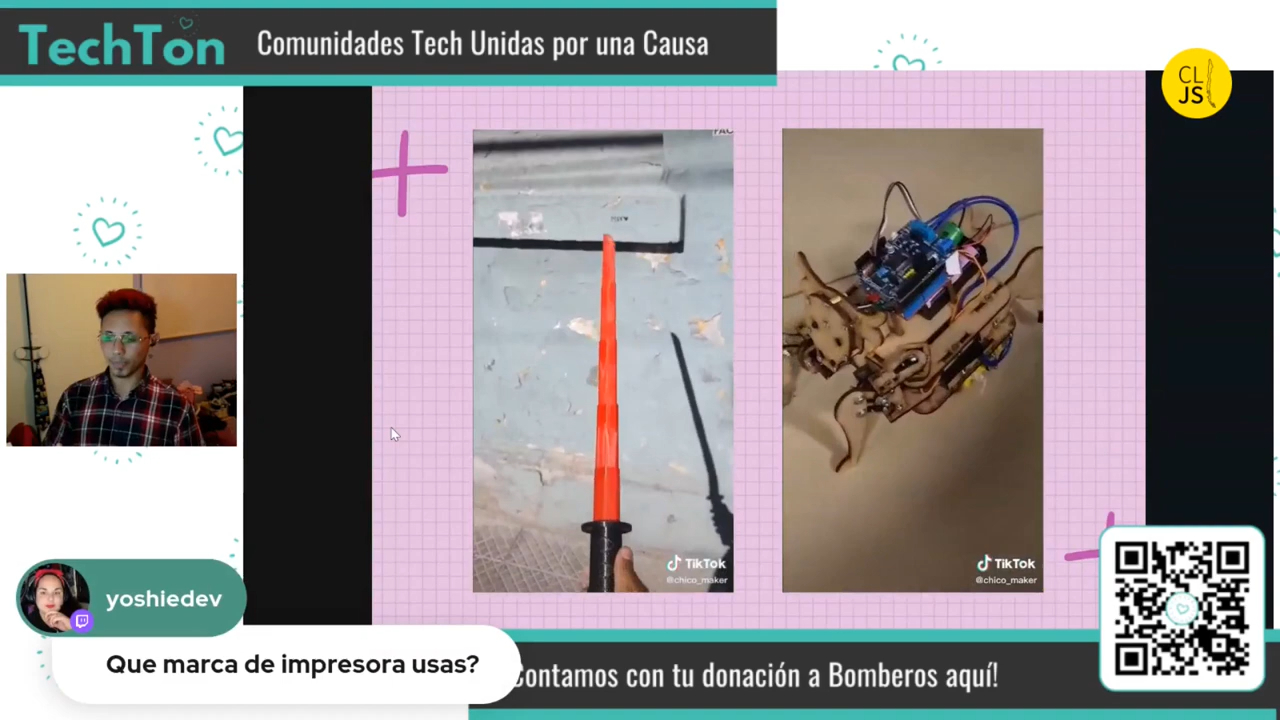 TechTon
Comunidades Tech Unidas por una Causa
CL
JS
TikTok
@chico_maker
TikTok
@chico_maker
yoshiedev
Que marca de impresora usas?
Contamos con tu donación a Bomberos aquí!